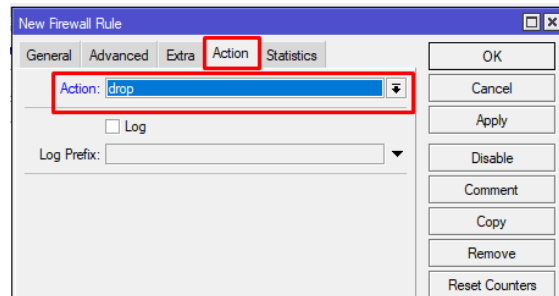 New Firewall Rule
General Advanced Extra Action Statistics
Action: drop
Log
Log Prefix:
OK
Cancel
Apply
Disable
Comment
Copy
Remove
Reset Counters